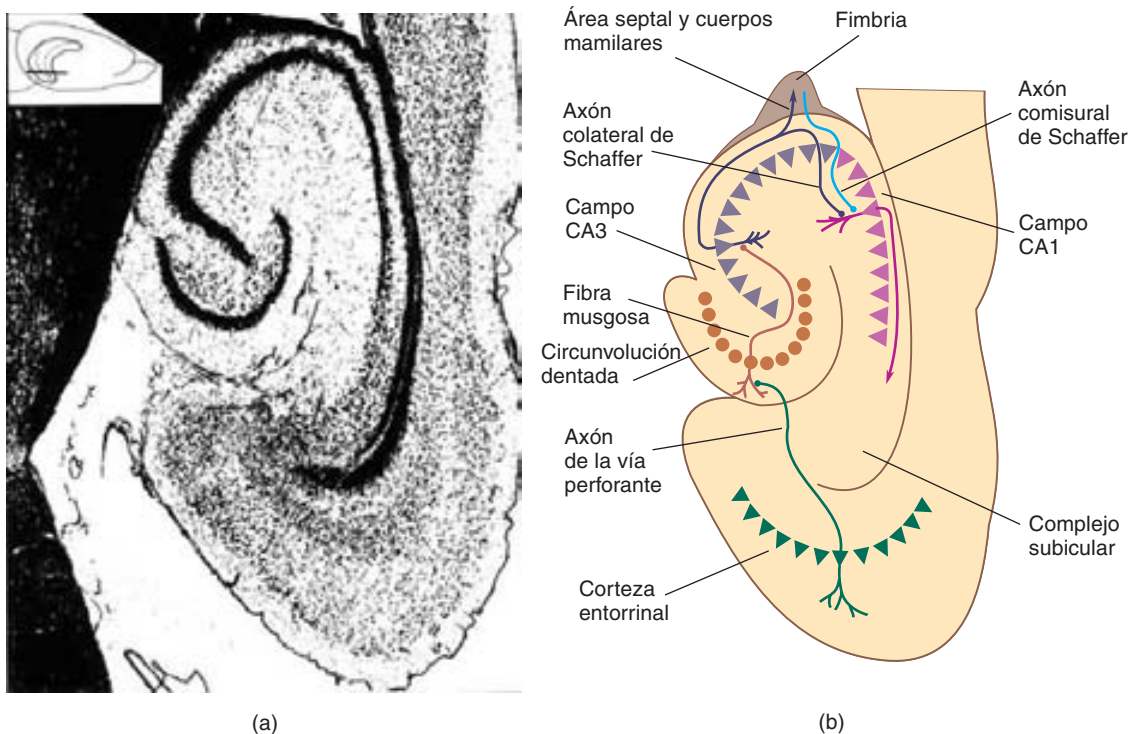 Área septal y cuerpos
mamilares
Fimbria
Axón
colateral de
Schaffer
Axón
comisural
de Schaffer
Campo
CA3
Campo
CA1
Fibra
musgosa
Circunvolución
dentada
Axón
de la vía
perforante
Complejo
subicular
Corteza
entorrinal
(a)
(b)